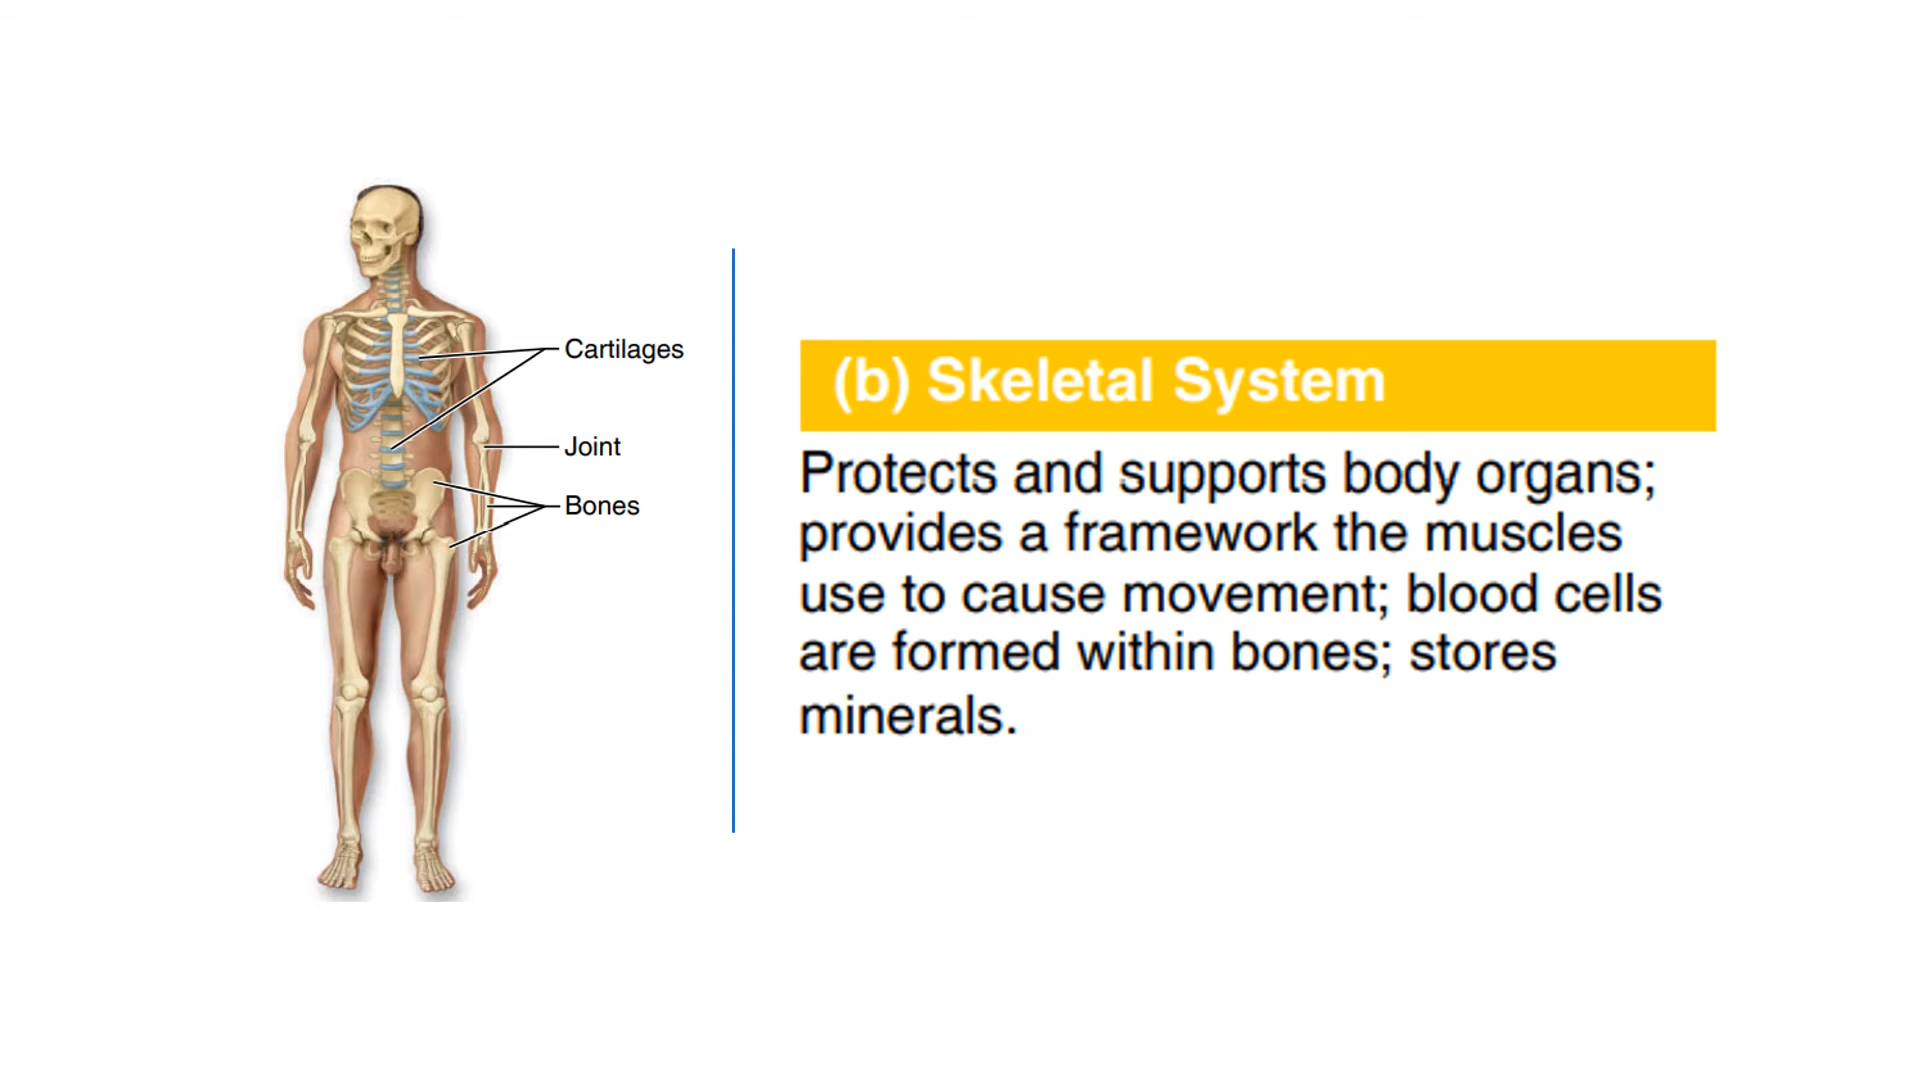 Cartilages
Joint
Bones
(b) Skeletal System
Protects and supports body organs;
provides a framework the muscles
use to cause movement; blood cells
are formed within bones; stores
minerals.